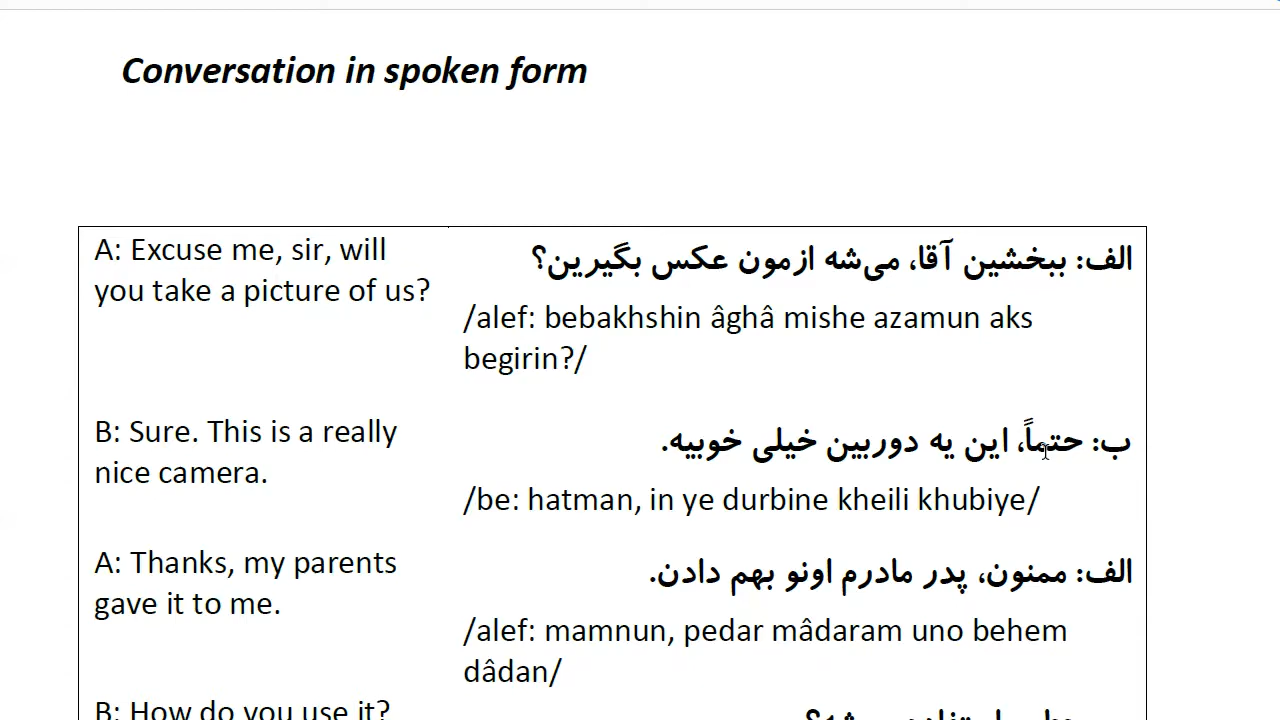 Conversation in spoken form
A: Excuse me, sir, will
you take a picture of us?
الف: ببخشین آقا، می‌شه ازمون عکس بگیرین؟
/alef: bebakhshin âghâ mishe azamun aks
begirin?/
B: Sure. This is a really
nice camera.
ب: حتماً، این یه دوربین خیلی خوبیه.
/be: hatman, in ye durbine kheili khubiye/
A: Thanks, my parents
gave it to me.
الف: ممنون، پدر مادرم اونو بهم دادن.
/alef: mamnun, pedar mâdaram uno behem
dâdan/
B: How do you use it?